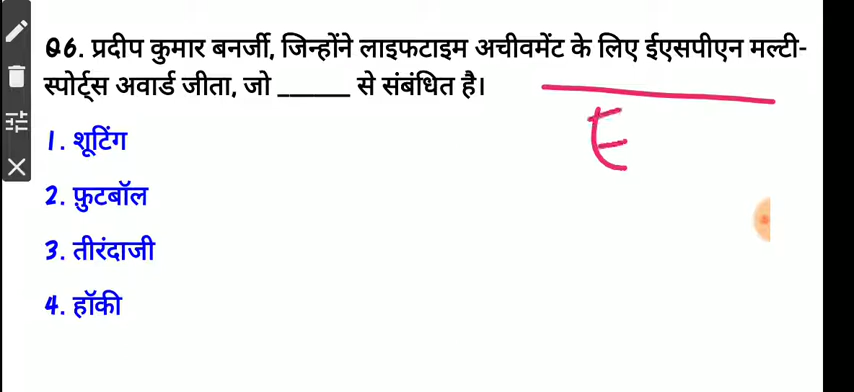 Q6. प्रदीप कुमार बनर्जी, जिन्होंने लाइफटाइम अचीवमेंट के लिए ईएसपीएन मल्टी-
स्पोर्ट्स अवार्ड जीता, जो ______ से संबंधित है।
E
1. शूटिंग
2. फ़ुटबॉल
3. तीरंदाजी
4. हॉकी